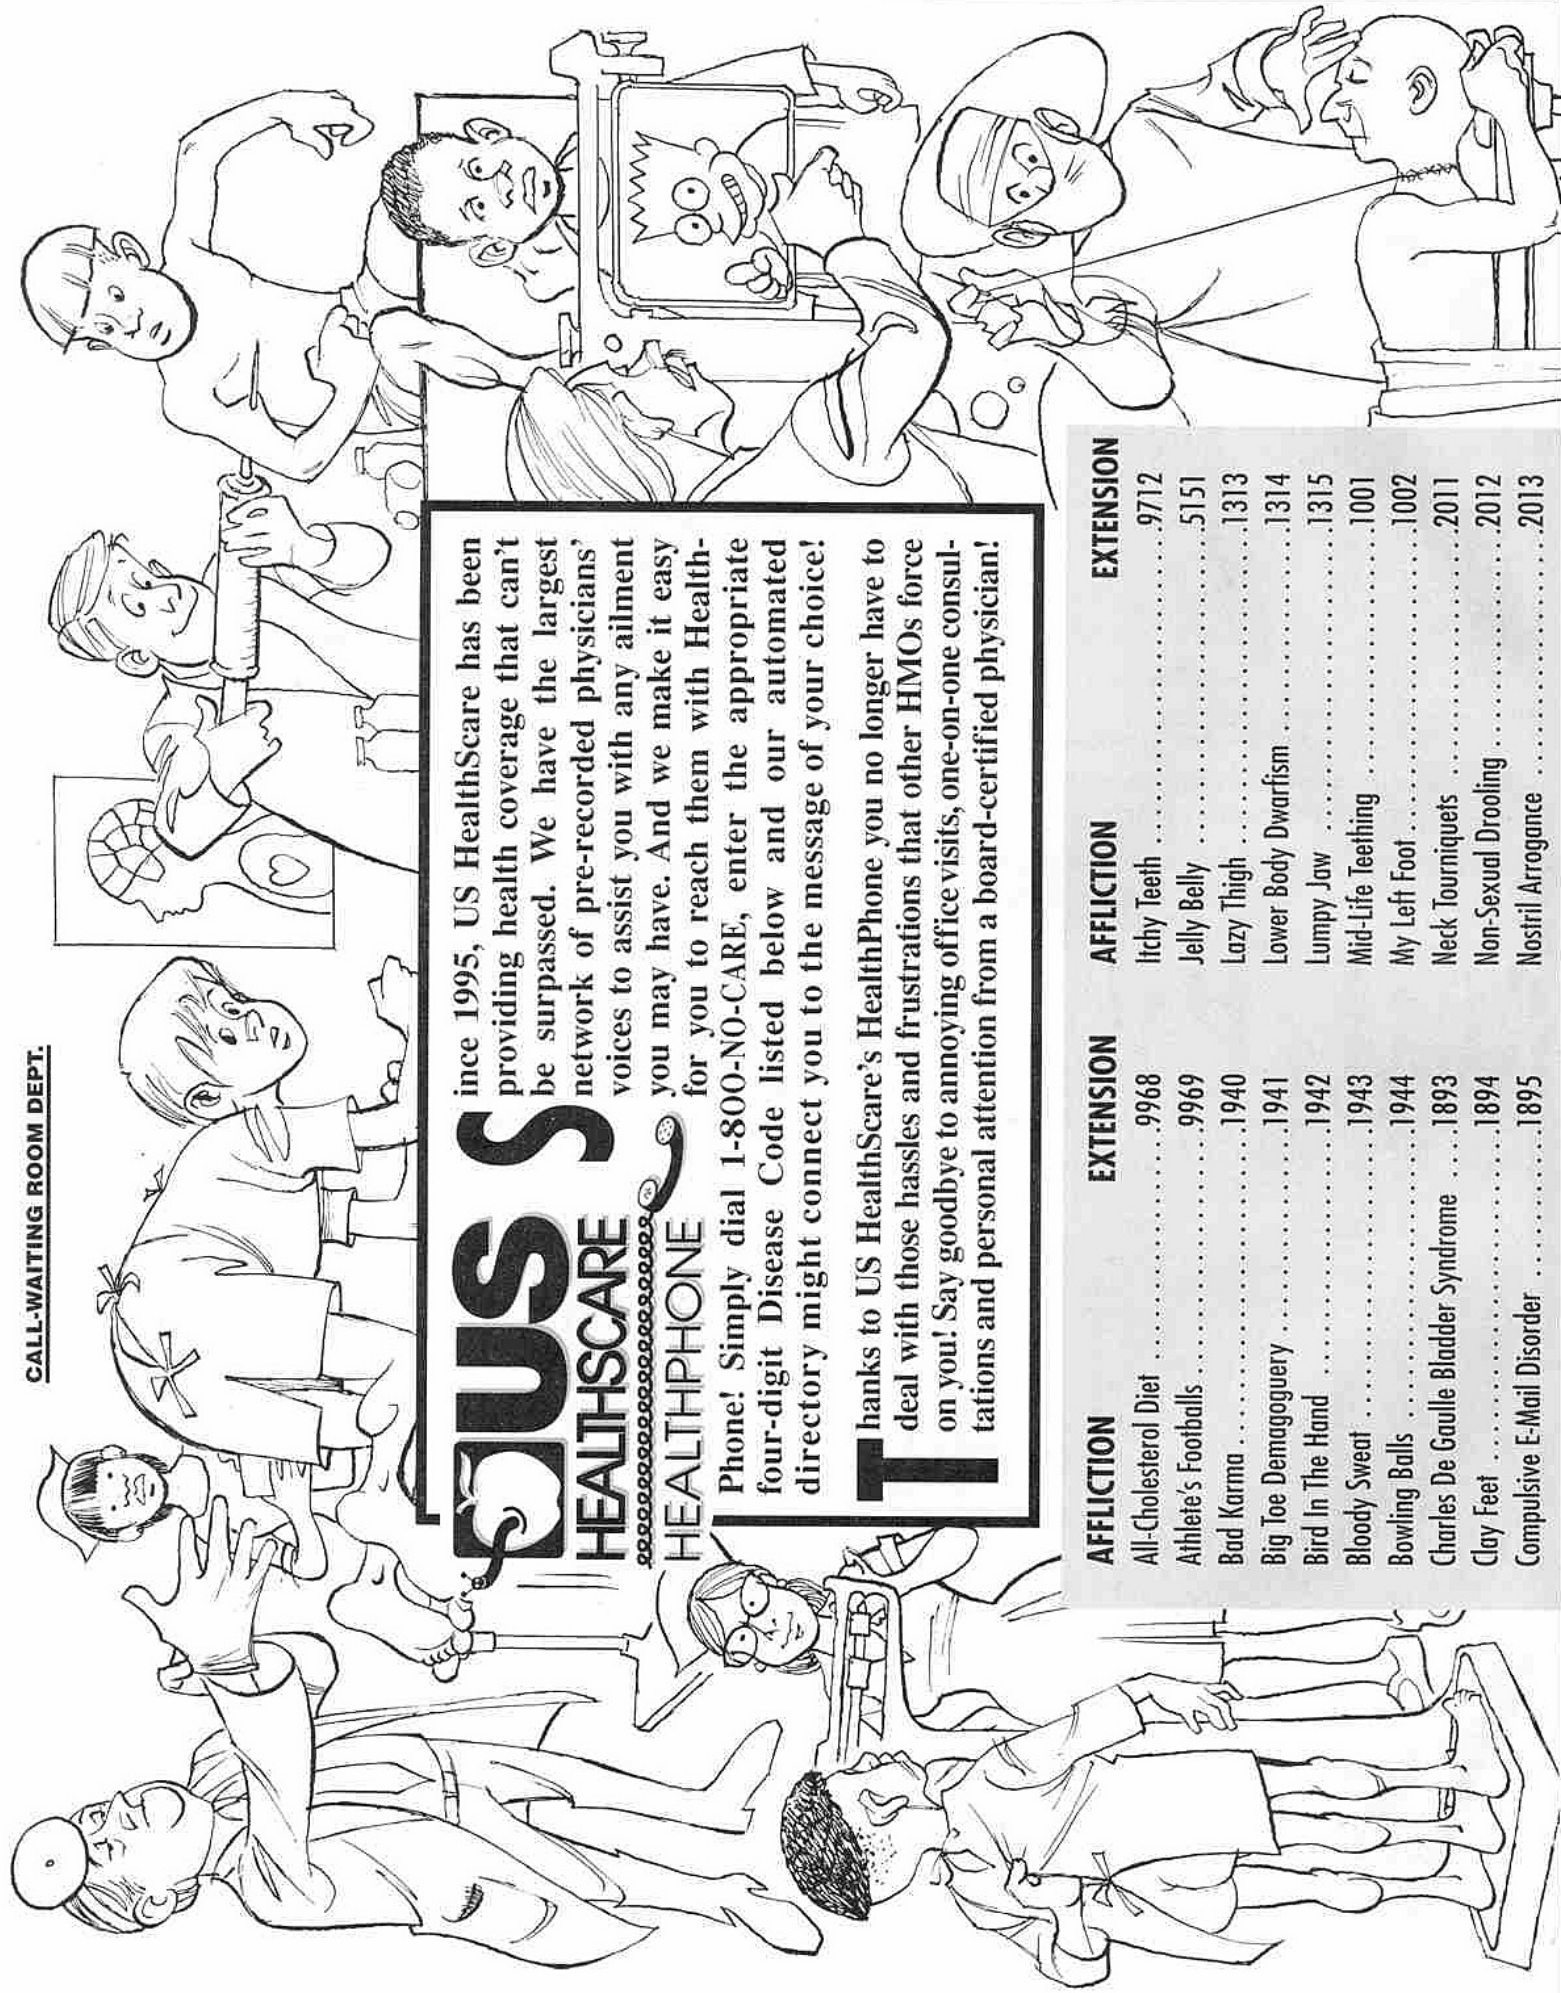 CALL-WAITING ROOM DEPT.
US
HEALTHSCARE
HEALTHPHONE
Since 1995, US HealthScare has been
providing health coverage that can't
be surpassed. We have the largest
network of pre-recorded physicians'
voices to assist you with any ailment
you may have. And we make it easy
for you to reach them with Health-
Phone! Simply dial 1-800-NO-CARE, enter the appropriate
four-digit Disease Code listed below and our automated
directory might connect you to the message of your choice!
Thanks to US HealthScare's HealthPhone you no longer have to
deal with those hassles and frustrations that other HMOs force
on you! Say goodbye to annoying office visits, one-on-one consul-
tations and personal attention from a board-certified physician!
AFFLICTION EXTENSION
All-Cholesterol Diet 9968
Athlete's Footballs 9969
Bad Karma 1940
Big Toe Demagoguery 1941
Bird In The Hand 1942
Bloody Sweat 1943
Bowling Balls 1944
Charles De Gaulle Bladder Syndrome 1893
Clay Feet 1894
Compulsive E-Mail Disorder 1895
AFFLICTION EXTENSION
Itchy Teeth 9712
Jelly Belly 5151
Lazy Thigh 1313
Lower Body Dwarfism 1314
Lumpy Jaw 1315
Mid-Life Teething 1001
My Left Foot 1002
Neck Tourniquets 2011
Non-Sexual Drooling 2012
Nostril Arrogance 2013